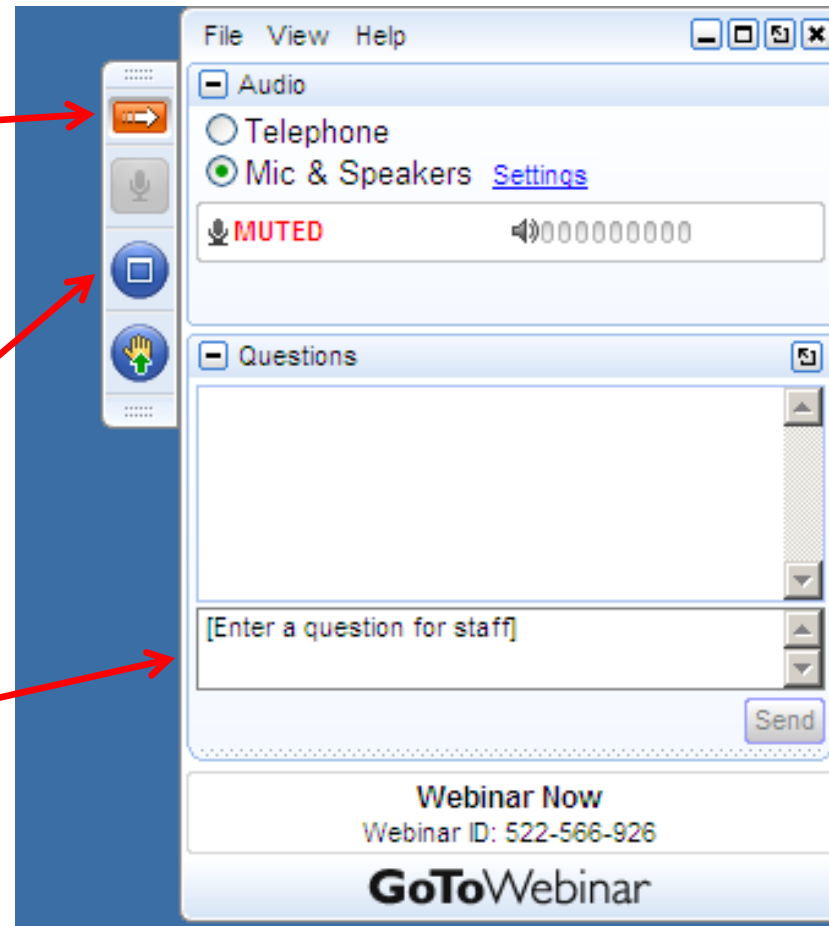 File View Help
Audio
Telephone
Mic & Speakers Settings
MUTED 000000000
Questions
[Enter a question for staff]
Send
Webinar Now
Webinar ID: 522-566-926
GoToWebinar